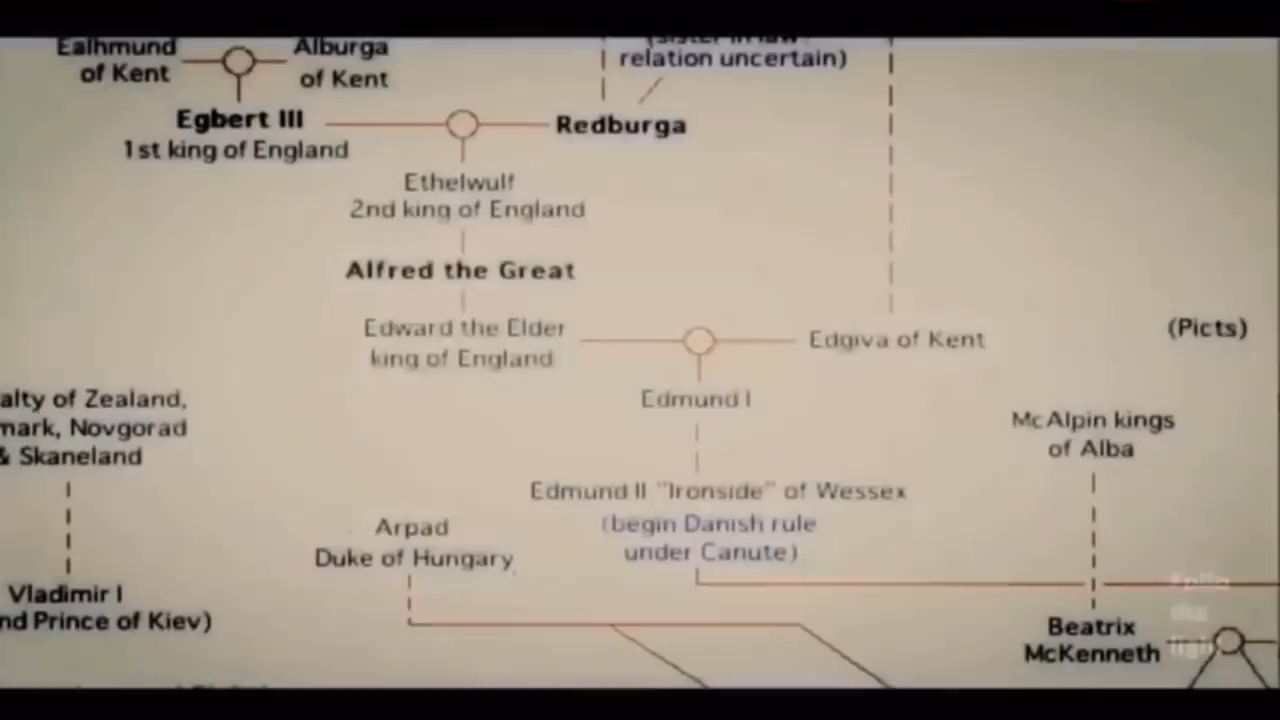 Ealhmund
of Kent
Alburga
of Kent
relation uncertain)
Egbert III
1st king of England
Redburga
Ethelwulf
2nd king of England
Alfred the Great
Edward the Elder
king of England
Edgiva of Kent
(Picts)
Edmund I
alty of Zealand,
mark, Novgorad
& Skaneland
McAlpin kings
of Alba
Edmund II "Ironside" of Wessex
(begin Danish rule
under Canute)
Arpad
Duke of Hungary
Vladimir I
nd Prince of Kiev)
Beatrix
McKenneth